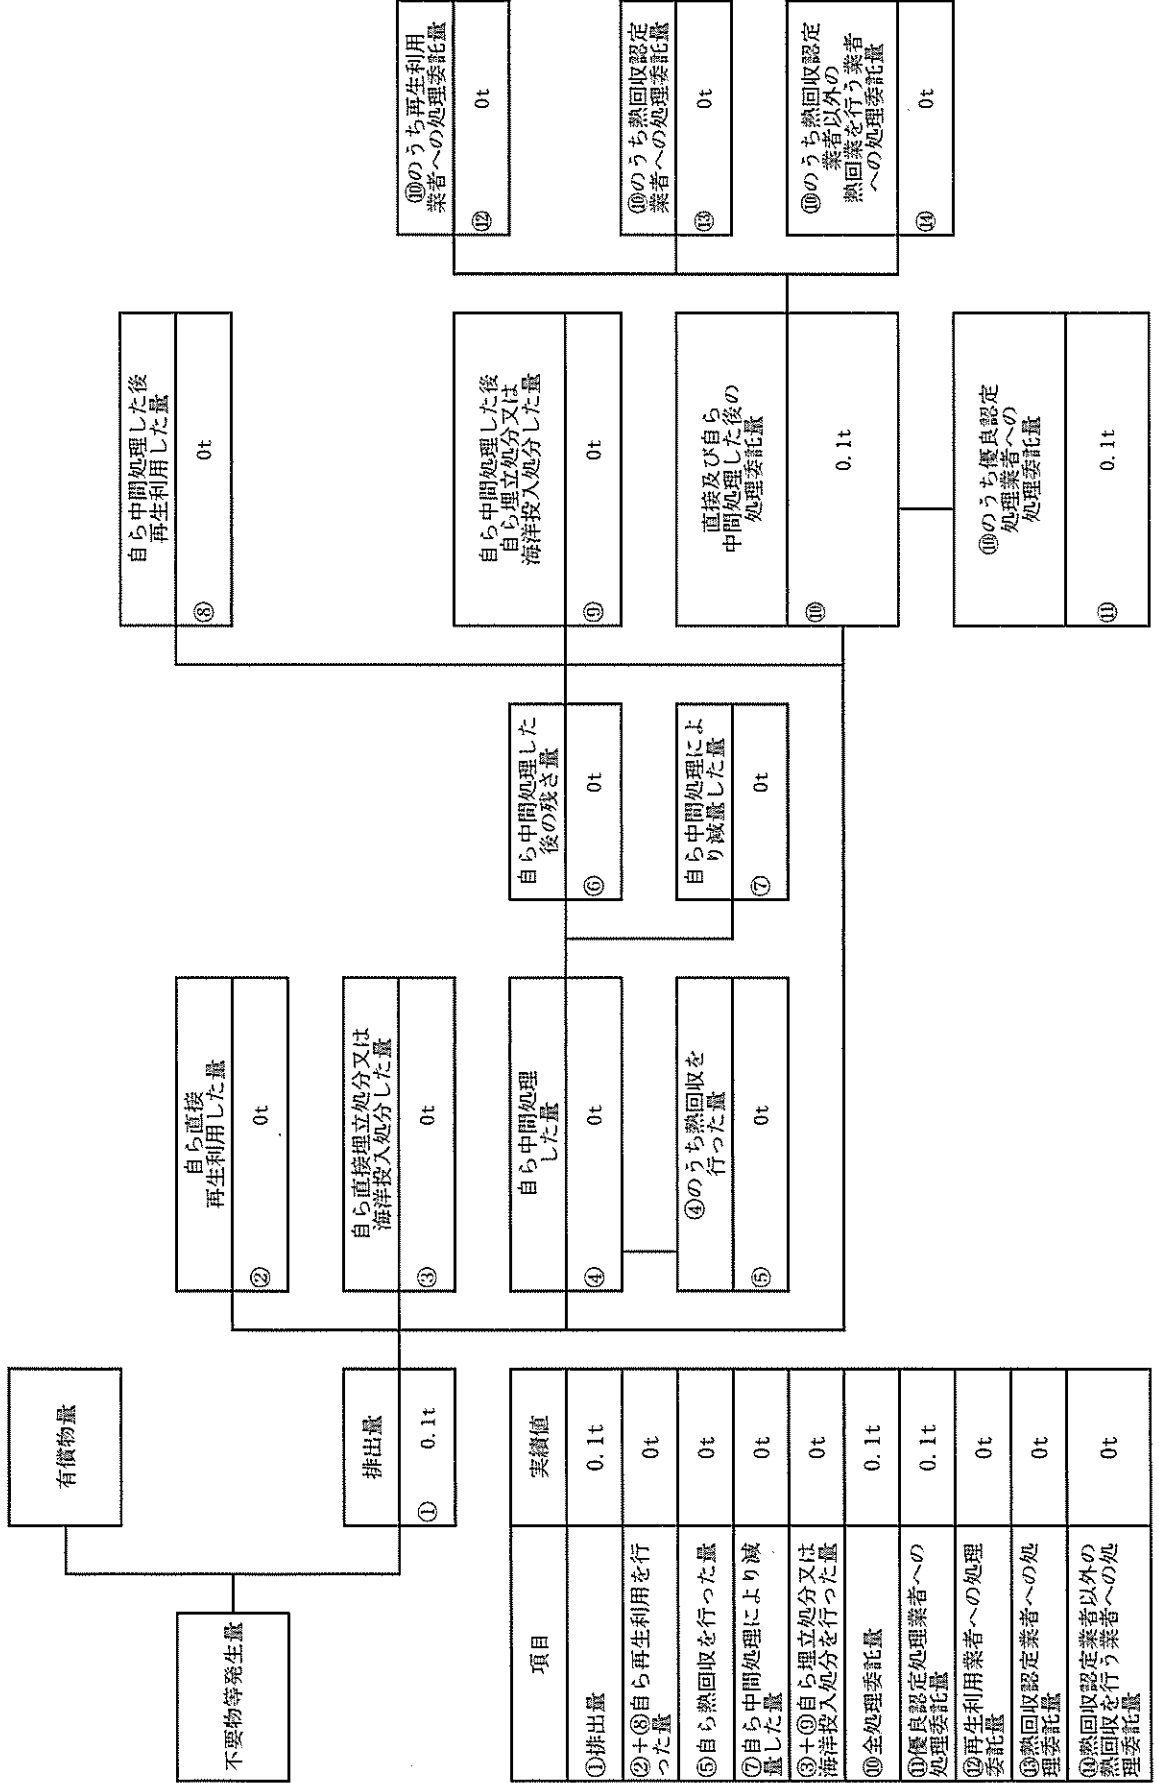 不要物等発生量
有償物量
排出量
① 0.1t
自ら直接
再生利用した量
② 0t
自ら直接埋立処分又は
海洋投入処分した量
③ 0t
自ら中間処理
した量
④ 0t
④のうち熱回収を
行った量
⑤ 0t
自ら中間処理した
後の残さ量
⑥ 0t
自ら中間処理によ
り減量した量
⑦ 0t
自ら中間処理した後
再生利用した量
⑧ 0t
自ら中間処理した後
自ら埋立処分又は
海洋投入処分した量
⑨ 0t
直接及び自ら
中間処理した後の
処理委託量
⑩ 0.1t
⑩のうち優良認定
処理業者への
処理委託量
⑪ 0.1t
⑩のうち再生利用
業者への処理委託量
⑫ 0t
⑩のうち熱回収認定
業者への処理委託量
⑬ 0t
⑩のうち熱回収認定
業者以外の
熱回業を行う業者
への処理委託量
⑭ 0t
項目 実績値
①排出量 0.1t
②+⑧自ら再生利用を行
った量 0t
⑤自ら熱回収を行った量 0t
⑦自ら中間処理により減
量した量 0t
③+⑨自ら埋立処分又は
海洋投入処分を行った量 0t
⑩全処理委託量 0.1t
⑪優良認定処理業者への
処理委託量 0.1t
⑫再生利用業者への処理
委託量 0t
⑬熱回収認定業者への処
理委託量 0t
⑭熱回収認定業者以外の
熱回収を行う業者への処
理委託量 0t